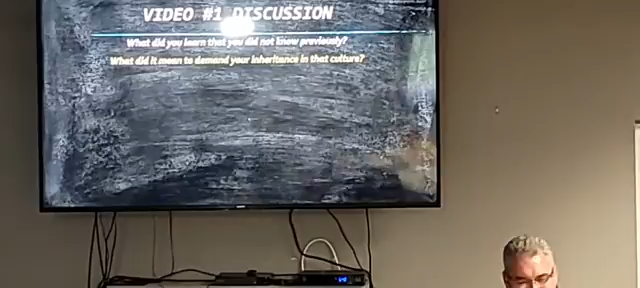 VIDEO #1 DISCUSSION
What did you learn that you did not know previously?
What did it mean to demand your inheritance in that culture?